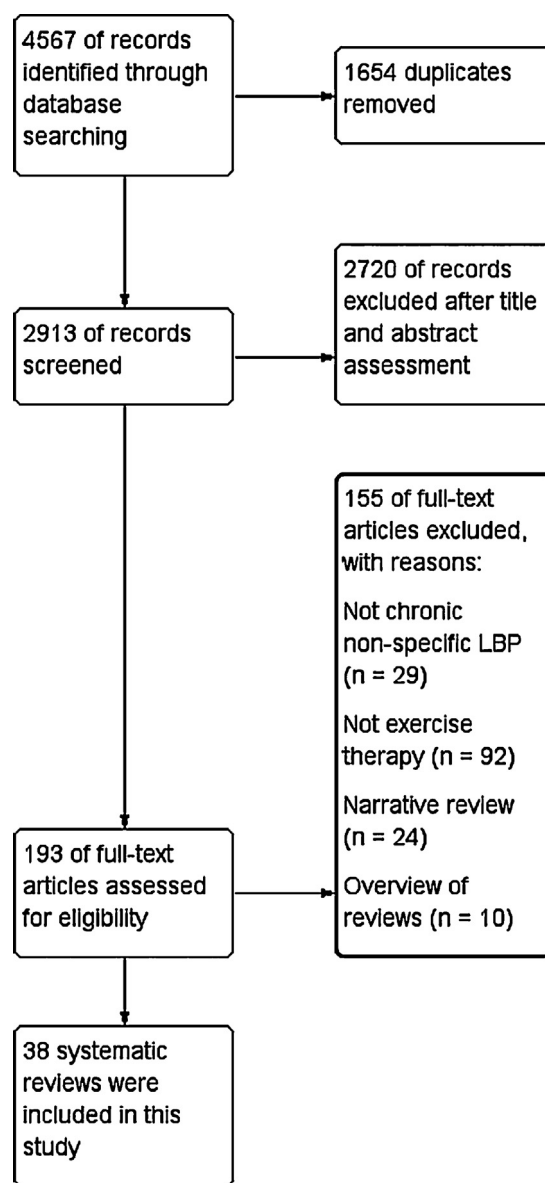 4567 of records
identified through
database
searching
1654 duplicates
removed
2913 of records
screened
2720 of records
excluded after title
and abstract
assessment
155 of full-text
articles excluded,
with reasons:
Not chronic
non-specific LBP
(n = 29)
Not exercise
therapy (n = 92)
Narrative review
(n = 24)
Overview of
reviews (n = 10)
193 of full-text
articles assessed
for eligibility
38 systematic
reviews were
included in this
study